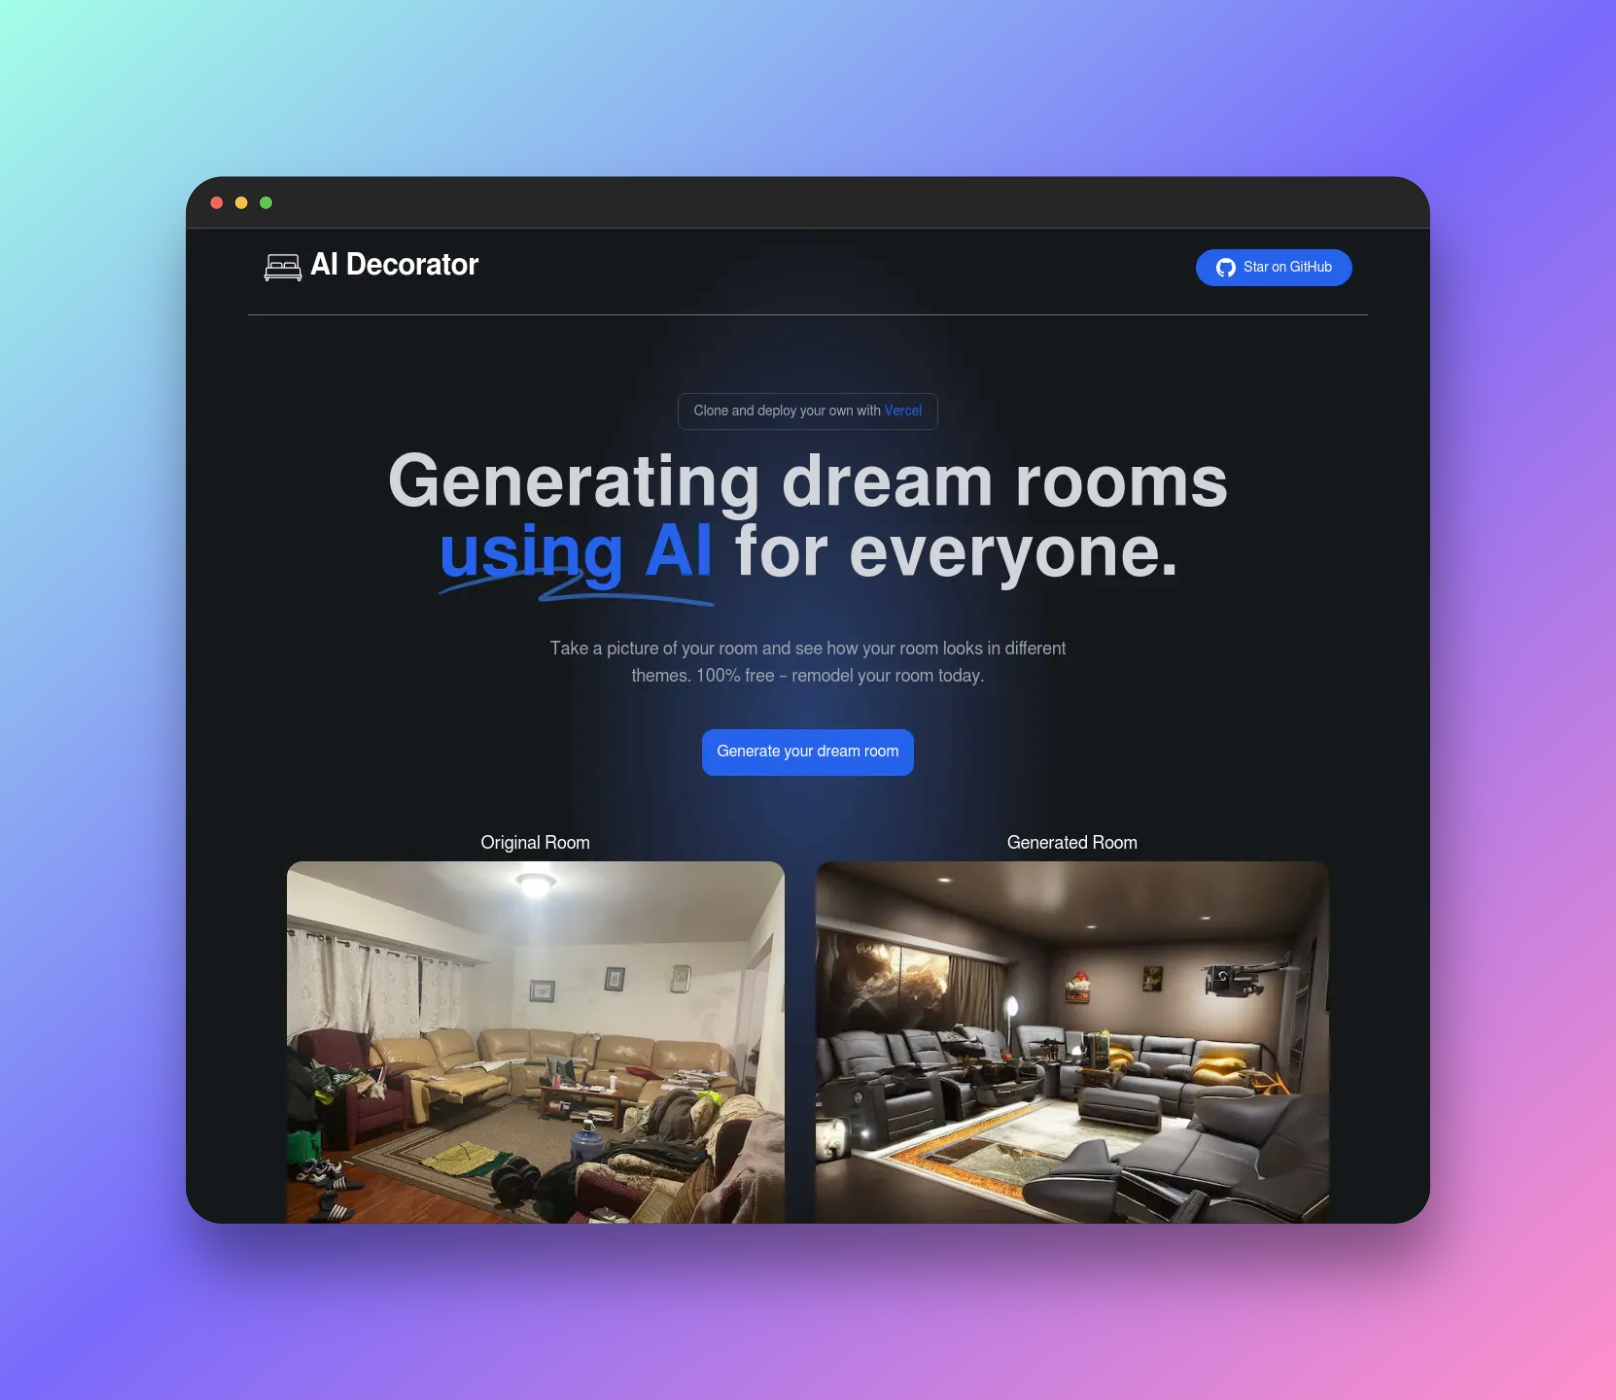 AI Decorator
Star on GitHub
Clone and deploy your own with Vercel
Generating dream rooms
using AI for everyone.
Take a picture of your room and see how your room looks in different
themes. 100% free – remodel your room today.
Generate your dream room
Original Room
Generated Room